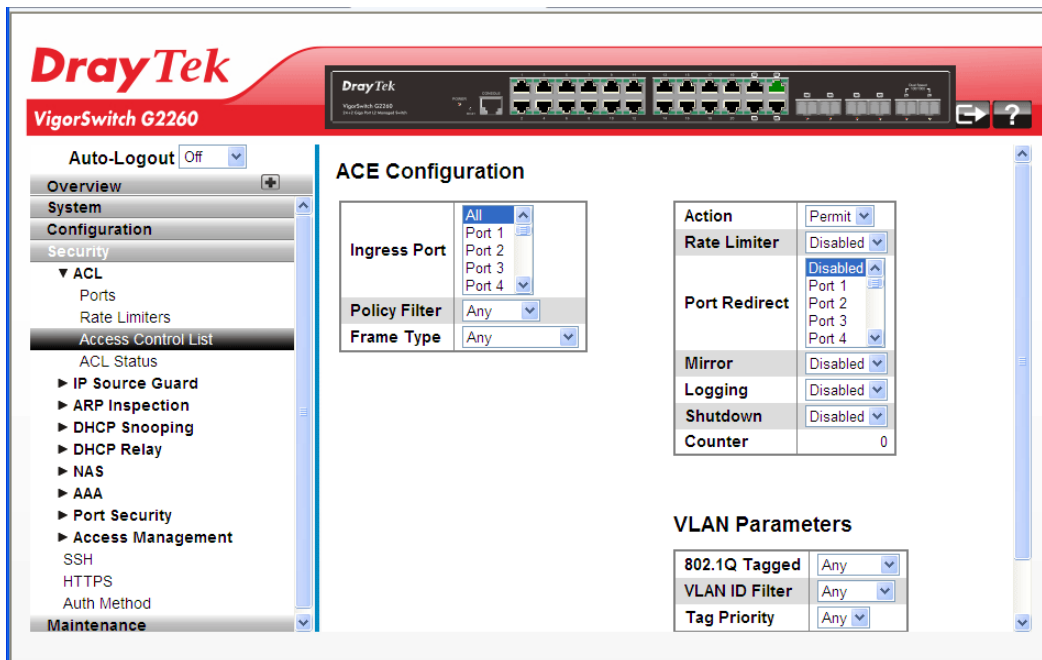 DrayTek
VigorSwitch G2260
DrayTek
VigorSwitch G2260
CONSOLE
Auto-Logout Off
Overview
System
Configuration
Security
▼ ACL
Ports
Rate Limiters
Access Control List
ACL Status
► IP Source Guard
► ARP Inspection
► DHCP Snooping
► DHCP Relay
► NAS
► AAA
► Port Security
► Access Management
SSH
HTTPS
Auth Method
Maintenance
ACE Configuration
Ingress Port
All
Port 1
Port 2
Port 3
Port 4
Policy Filter Any
Frame Type Any
Action Permit
Rate Limiter Disabled
Port Redirect
Disabled
Port 1
Port 2
Port 3
Port 4
Mirror Disabled
Logging Disabled
Shutdown Disabled
Counter 0
VLAN Parameters
802.1Q Tagged Any
VLAN ID Filter Any
Tag Priority Any